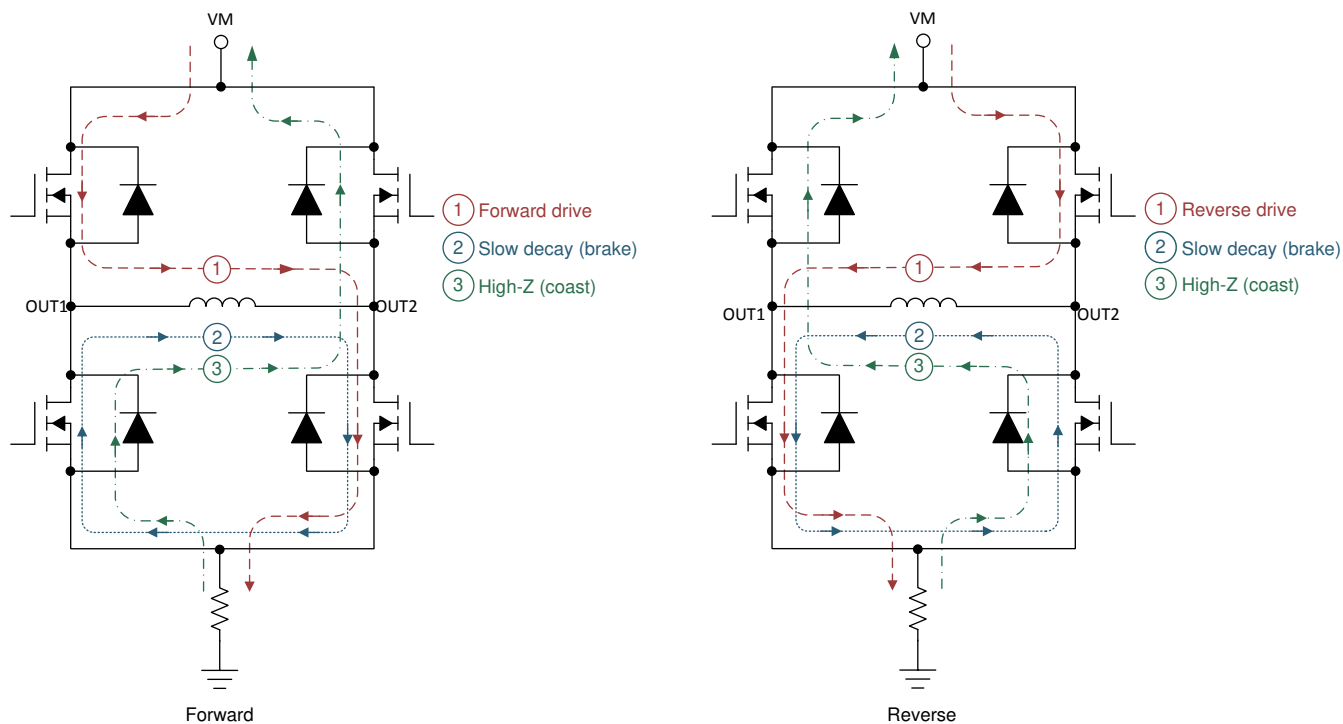 VM
1 Forward drive
2 Slow decay (brake)
3 High-Z (coast)
1
OUT1
OUT2
2
3
Forward
VM
1 Reverse drive
2 Slow decay (brake)
3 High-Z (coast)
1
OUT1
OUT2
2
3
Reverse